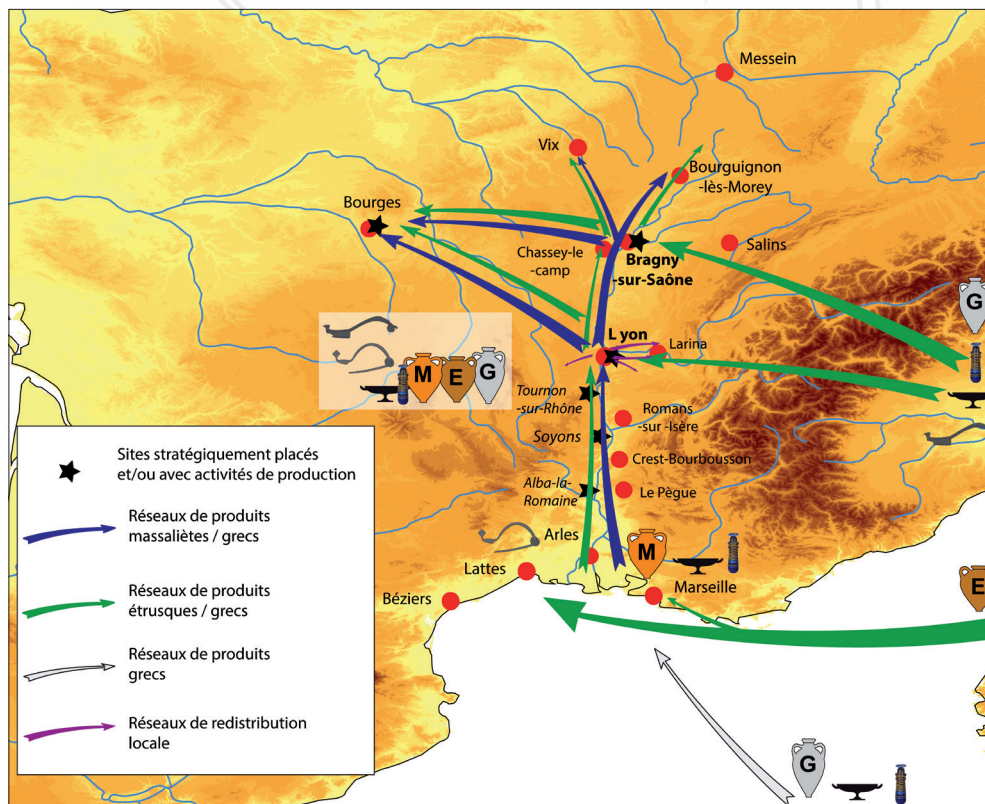 Messein
Vix
Bourguignon
-lès-Morey
Bourges
Chassey-le
-camp
Bragny
-sur-Saône
Salins
G
L yon
Larina
M
E
G
Tournon
-sur-Rhône
Romans
-sur -Isère
Soyons
Crest-Bourbousson
Alba-la-
Romaine
Le Pègue
Arles
M
Lattes
Marseille
Béziers
E
G
Sites stratégiquement placés
et/ou avec activités de production
Réseaux de produits
massaliètes / grecs
Réseaux de produits
étrusques / grecs
Réseaux de produits
grecs
Réseaux de redistribution
locale